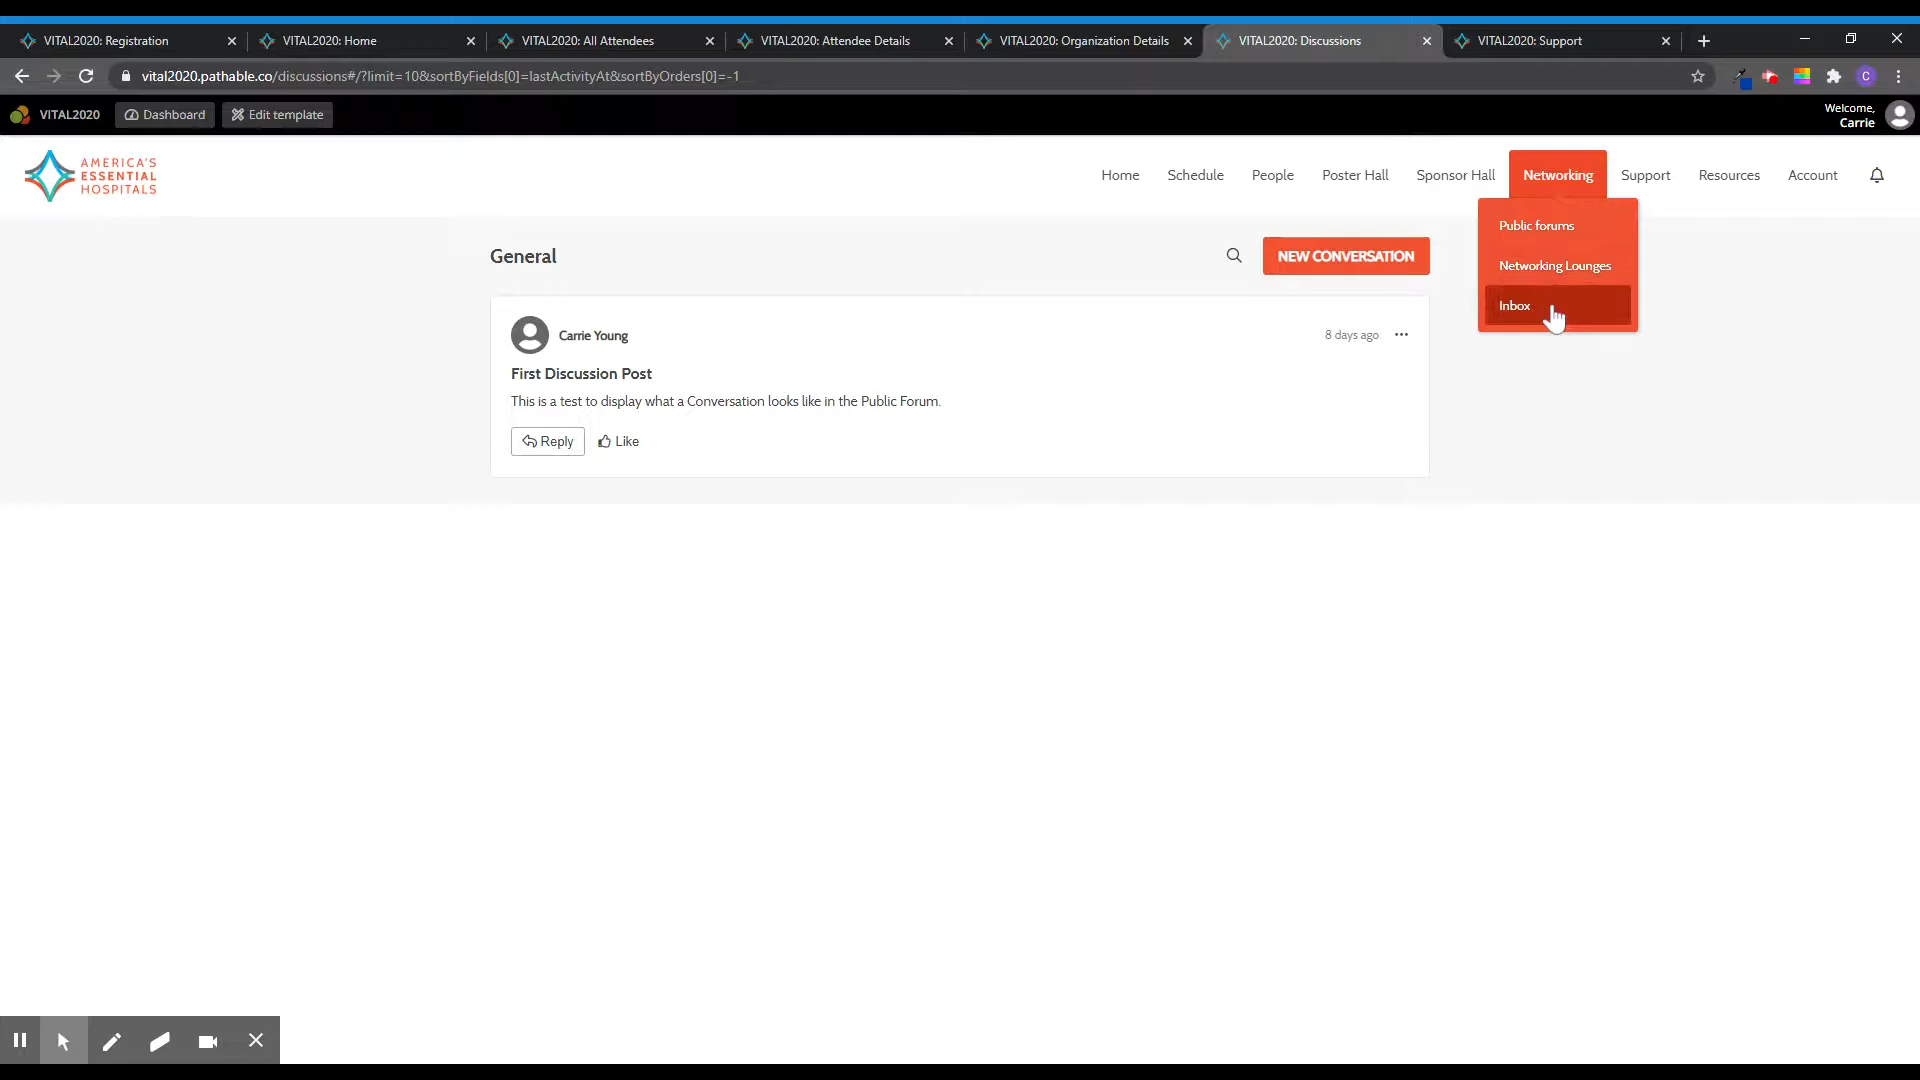 VITAL2020: Registration
VITAL2020: Home
VITAL2020: All Attendees
VITAL2020: Attendee Details
VITAL2020: Organization Details
VITAL2020: Discussions
VITAL2020: Support
vital2020.pathable.co/discussions#/?limit=10&sortByFields[0]=lastActivityAt&sortByOrders[0]=-1
C
VITAL2020
Dashboard
Edit template
Welcome,
Carrie
AMERICA'S
ESSENTIAL
HOSPITALS
Home
Schedule
People
Poster Hall
Sponsor Hall
Networking
Support
Resources
Account
Public forums
Networking Lounges
Inbox
General
NEW CONVERSATION
Carrie Young
8 days ago
First Discussion Post
This is a test to display what a Conversation looks like in the Public Forum.
Reply
Like